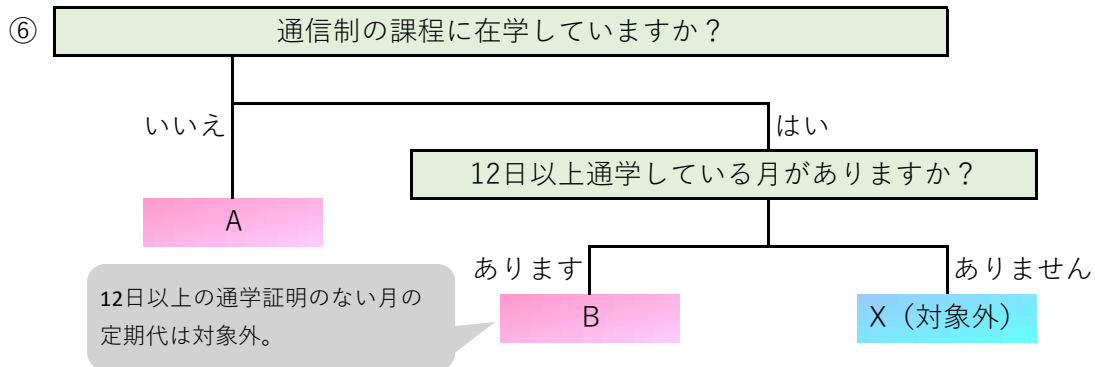 ⑥ 通信制の課程に在学していますか？
いいえ
はい
12日以上通学している月がありますか？
A
あります
ありません
12日以上の通学証明のない月の
定期代は対象外。
B
X（対象外）